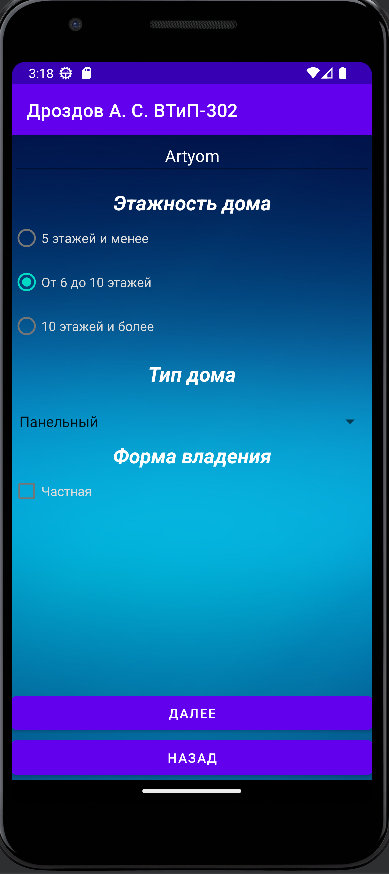 3:18
Дроздов А. С. ВТиП-302
Artyom
Этажность дома
5 этажей и менее
От 6 до 10 этажей
10 этажей и более
Тип дома
Панельный
Форма владения
Частная
ДАЛЕЕ
НАЗАД